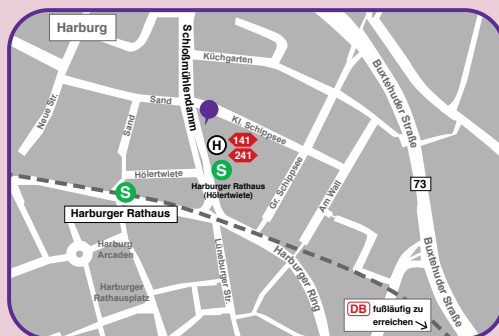 Harburg
Schloßmühlendamm
Küchgarten
Buxtehuder Straße
Neue Str.
Sand
Sand
Kl. Schippsee
H
141
241
S
Harburger Rathaus
(Hölertwiete)
Hölertwiete
Gr. Schippsee
Am Wall
73
S
Harburger Rathaus
Harburg
Arcaden
Lüneburger Str.
Harburger Ring
Buxtehuder Straße
Harburger
Rathausplatz
DB fußläufig zu
erreichen